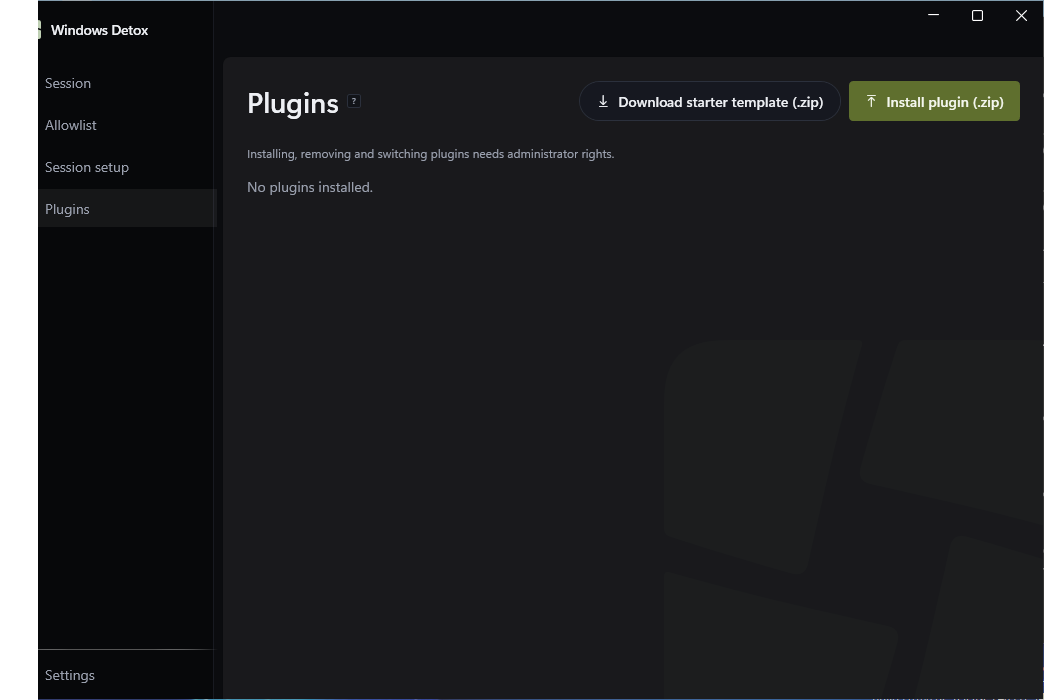 Windows Detox
Session
Allowlist
Session setup
Plugins
Settings
Plugins ?
Download starter template (.zip)
Install plugin (.zip)
Installing, removing and switching plugins needs administrator rights.
No plugins installed.